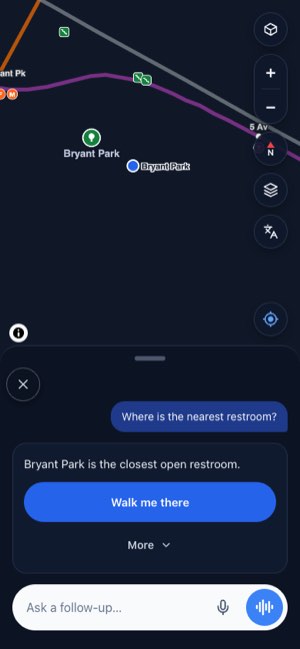 ant Pk
M
5 Av
N
Bryant Park
Bryant Park
Where is the nearest restroom?
Bryant Park is the closest open restroom.
Walk me there
More
Ask a follow-up...